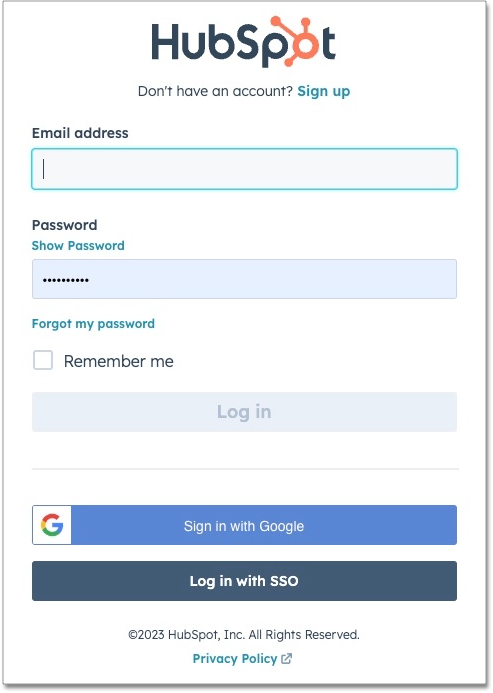 HubSpot
Don't have an account? Sign up
Email address
Password
Show Password
••••••••••
Forgot my password
Remember me
Log in
Sign in with Google
Log in with SSO
©2023 HubSpot, Inc. All Rights Reserved.
Privacy Policy